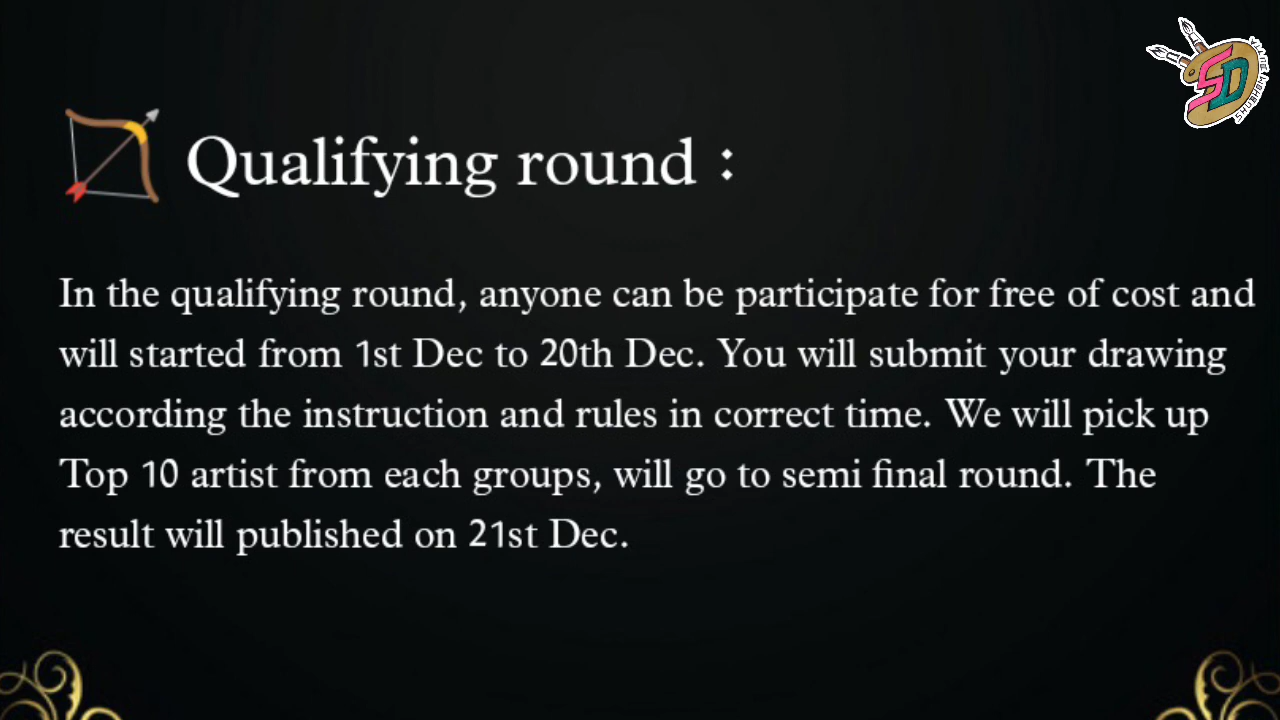 SD
Qualifying round :
In the qualifying round, anyone can be participate for free of cost and
will started from 1st Dec to 20th Dec. You will submit your drawing
according the instruction and rules in correct time. We will pick up
Top 10 artist from each groups, will go to semi final round. The
result will published on 21st Dec.